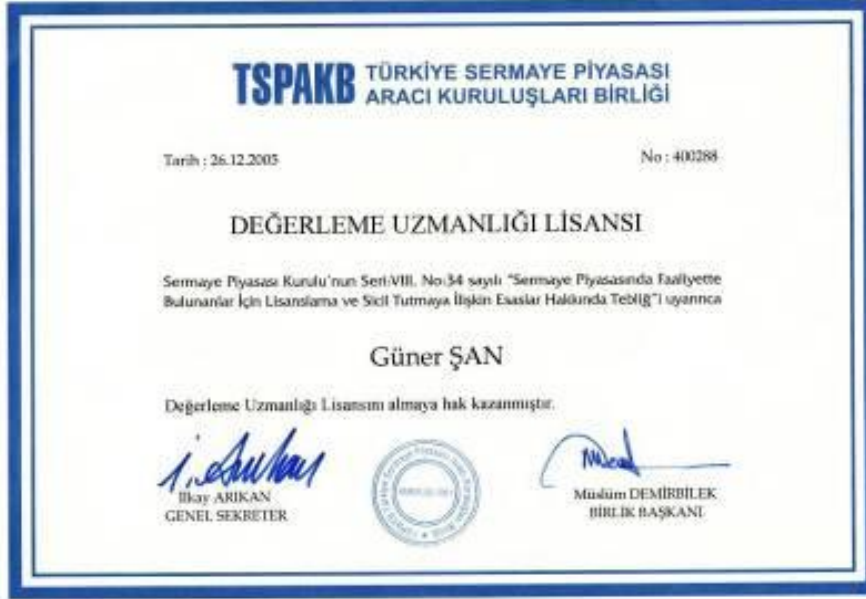 TSPAKB TÜRKİYE SERMAYE PİYASASI
ARACI KURULUŞLARI BİRLİĞİ
Tarih : 26.12.2005
No : 400288
DEĞERLEME UZMANLIĞI LİSANSI
Sermaye Piyasası Kurulu'nun Seri:VIII, No:34 sayılı "Sermaye Piyasasında Faaliyette
Bulunanlar İçin Lisanslama ve Sicil Tutmaya İlişkin Esaslar Hakkında Tebliğ"i uyarınca
Güner ŞAN
Değerleme Uzmanlığı Lisansını almaya hak kazanmıştır.
İlkay ARIKAN
GENEL SEKRETER
Müslüm DEMİRBİLEK
BİRLİK BAŞKANI